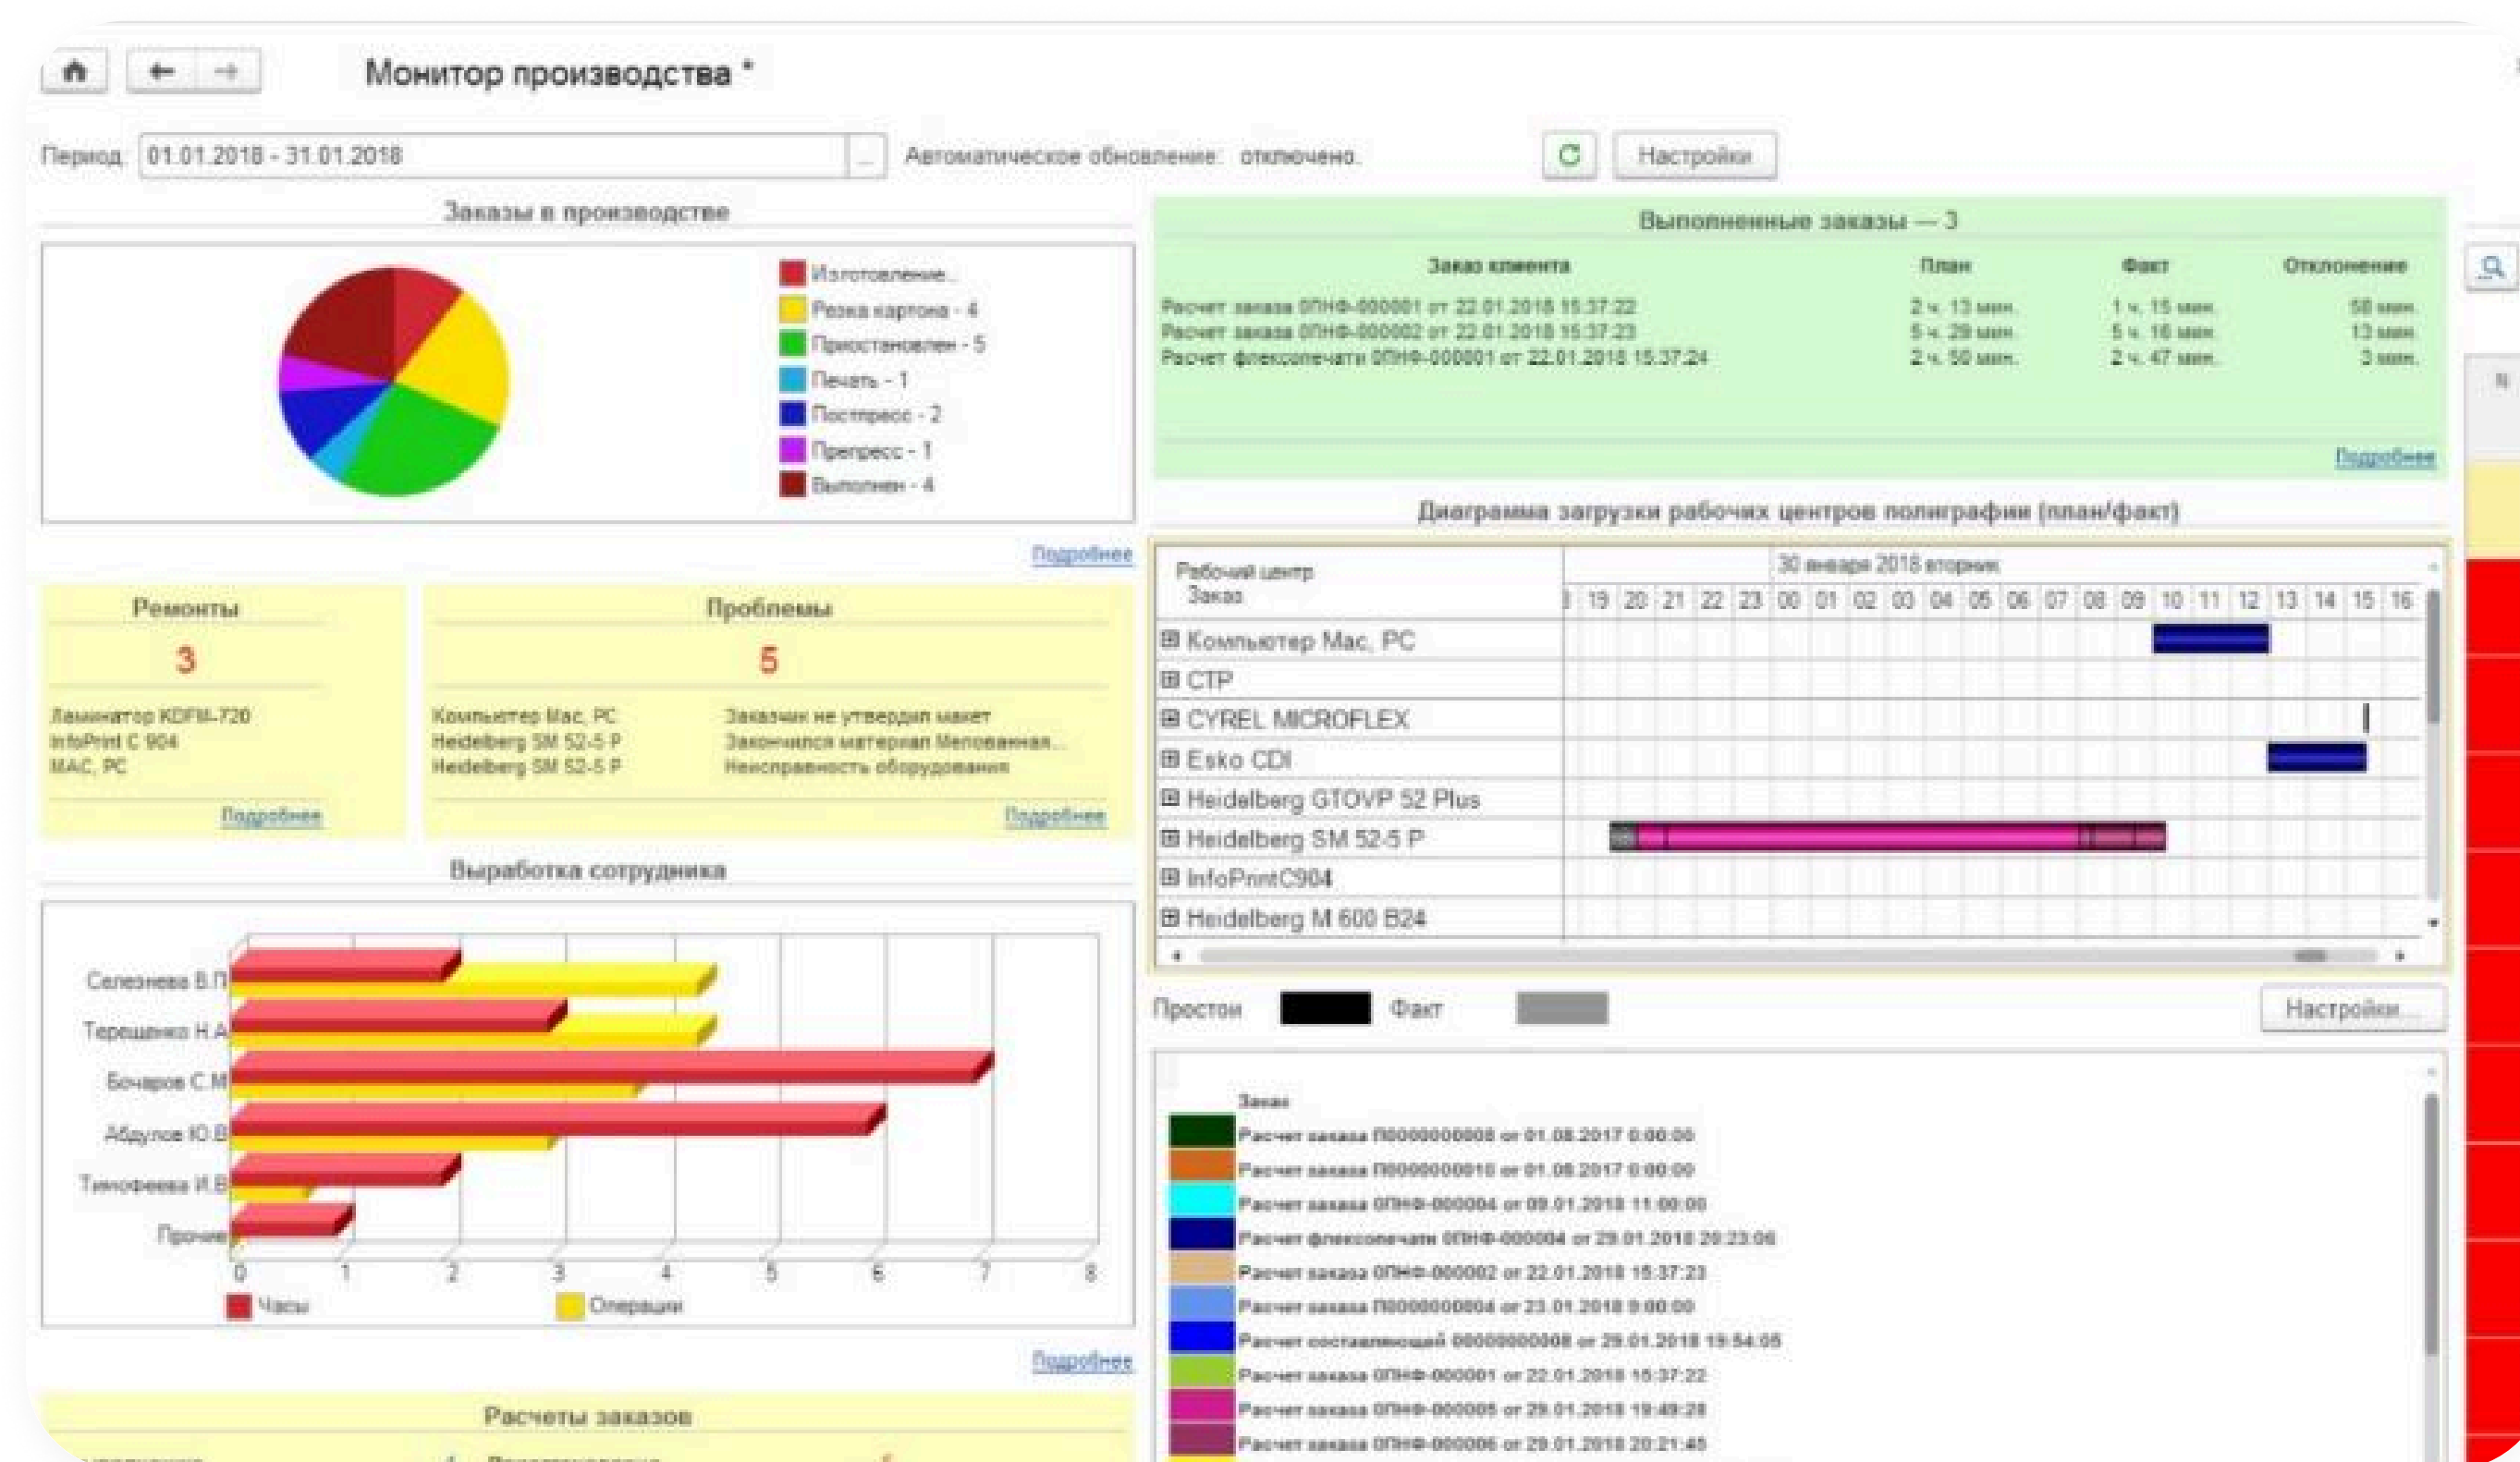 Монитор производства *
Период: 01.01.2018 - 31.01.2018 ... Автоматическое обновление: отключено. Настройки
Заказы в производстве
Изготовление...
Резка картона - 4
Приостановлен - 5
Печать - 1
Постпресс - 2
Препресс - 1
Выполнен - 4
Подробнее
Ремонты
3
Ламинатор KDFM-720
InfoPrint C 904
MAC, PC
Подробнее
Проблемы
5
Компьютер Mac, PC Заказчик не утвердил макет
Heidelberg SM 52-5 P Закончился материал Мелованная...
Heidelberg SM 52-5 P Неисправность оборудования
Подробнее
Выработка сотрудника
Селезнева В.П
Терещенко Н.А
Бочаров С.М
Абдулов Ю.В
Тимофеева И.В
Прочие
0 1 2 3 4 5 6 7 8
Часы Операции
Подробнее
Расчеты заказов
Выполненные заказы — 3
Заказ клиента План Факт Отклонение
Расчет заказа 0ПНФ-000001 от 22.01.2018 15:37:22 2 ч. 13 мин. 1 ч. 15 мин. 58 мин.
Расчет заказа 0ПНФ-000002 от 22.01.2018 15:37:23 5 ч. 29 мин. 5 ч. 16 мин. 13 мин.
Расчет флексопечати 0ПНФ-000001 от 22.01.2018 15:37:24 2 ч. 50 мин. 2 ч. 47 мин. 3 мин.
Подробнее
Диаграмма загрузки рабочих центров полиграфии (план/факт)
Рабочий центр 30 января 2018 вторник
Заказ 19 20 21 22 23 00 01 02 03 04 05 06 07 08 09 10 11 12 13 14 15 16
Компьютер Mac, PC
CTP
CYREL MICROFLEX
Esko CDI
Heidelberg GTOVP 52 Plus
Heidelberg SM 52-5 P
InfoPrintC904
Heidelberg M 600 B24
Простои Факт Настройки...
Заказ
Расчет заказа П0000000008 от 01.08.2017 0:00:00
Расчет заказа П0000000010 от 01.08.2017 0:00:00
Расчет заказа 0ПНФ-000004 от 09.01.2018 11:00:00
Расчет флексопечати 0ПНФ-000004 от 29.01.2018 20:23:06
Расчет заказа 0ПНФ-000002 от 22.01.2018 15:37:23
Расчет заказа П0000000004 от 23.01.2018 9:00:00
Расчет составляющей 00000000008 от 29.01.2018 19:54:05
Расчет заказа 0ПНФ-000001 от 22.01.2018 15:37:22
Расчет заказа 0ПНФ-000005 от 29.01.2018 19:49:28
Расчет заказа 0ПНФ-000006 от 29.01.2018 20:21:45
N